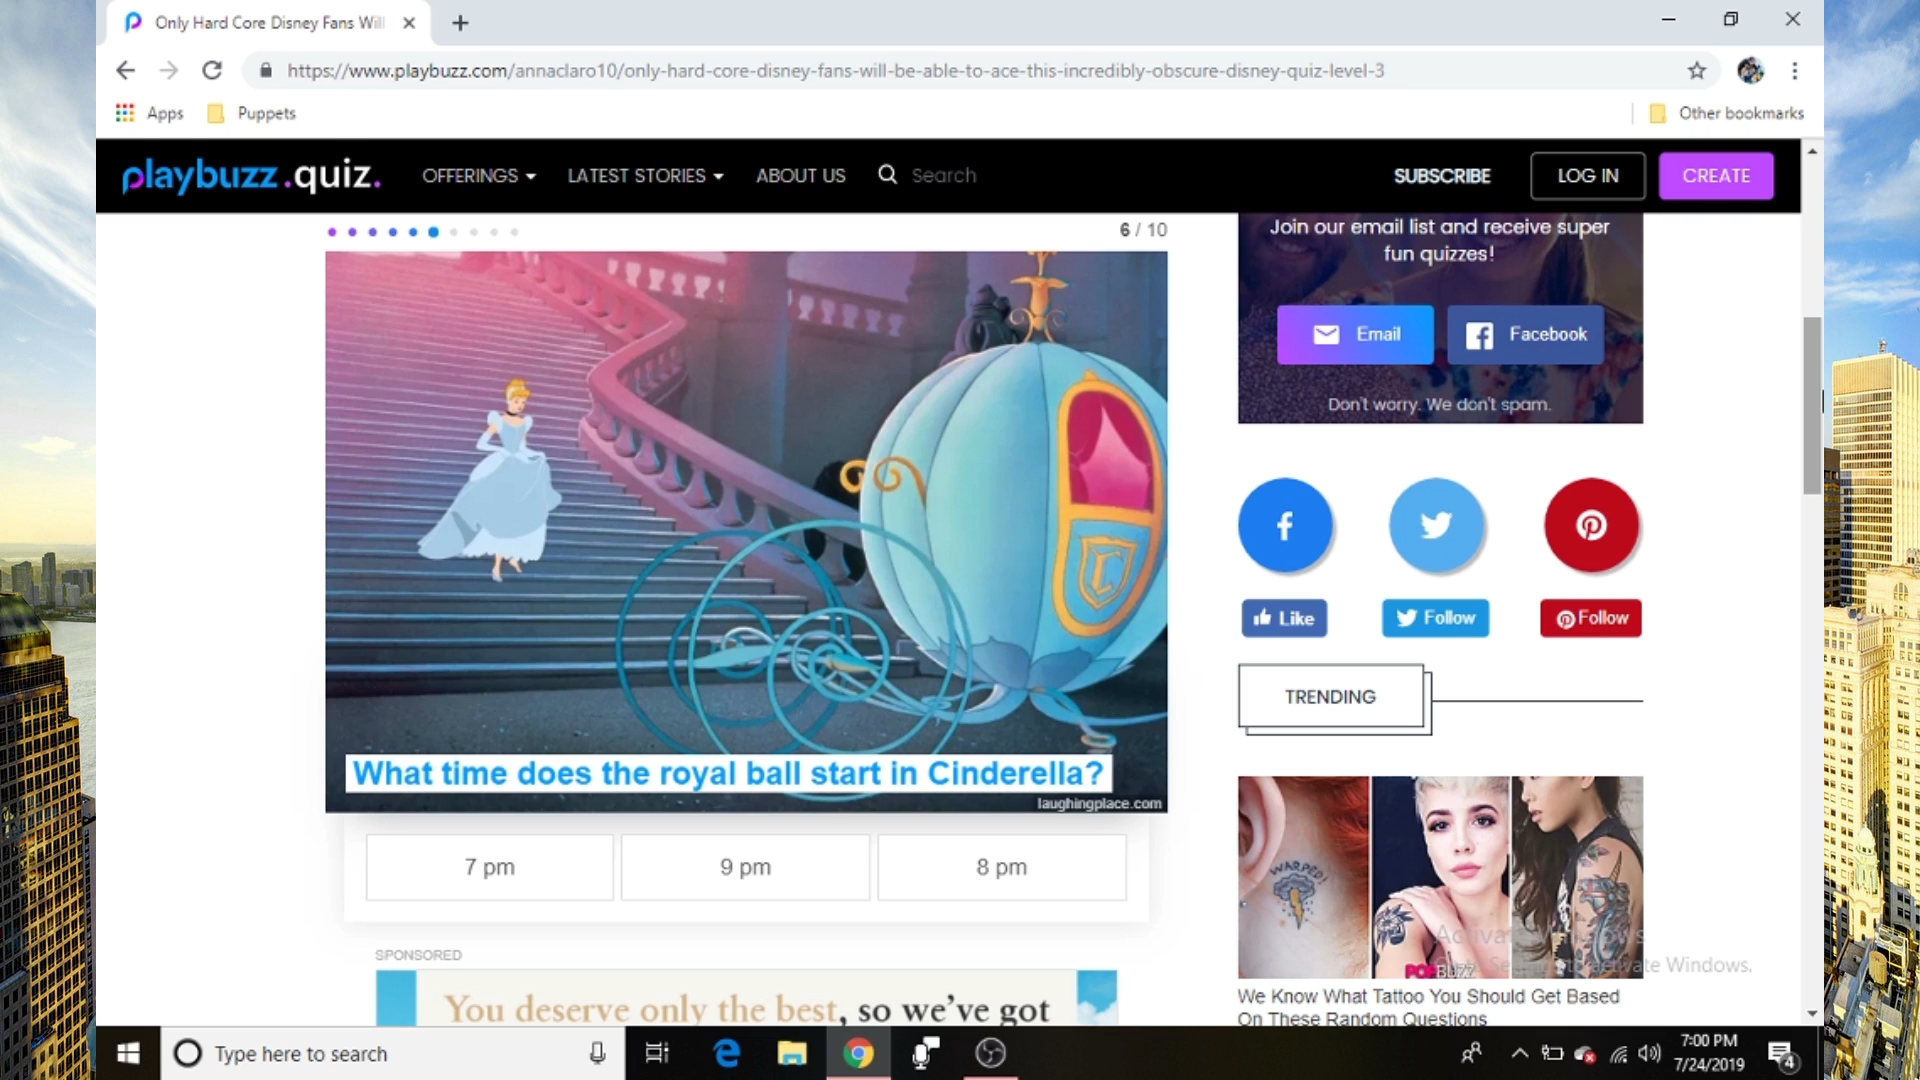 Only Hard Core Disney Fans Will
https://www.playbuzz.com/annaclaro10/only-hard-core-disney-fans-will-be-able-to-ace-this-incredibly-obscure-disney-quiz-level-3
Apps Puppets Other bookmarks
playbuzz.quiz. OFFERINGS LATEST STORIES ABOUT US Search SUBSCRIBE LOG IN CREATE
6 / 10
What time does the royal ball start in Cinderella?
laughingplace.com
7 pm 9 pm 8 pm
SPONSORED
You deserve only the best, so we've got
Join our email list and receive super
fun quizzes!
Email Facebook
Don't worry. We don't spam.
Like Follow Follow
TRENDING
WARPED!
POPBUZZ
We Know What Tattoo You Should Get Based
On These Random Questions
Type here to search
7:00 PM
7/24/2019
4